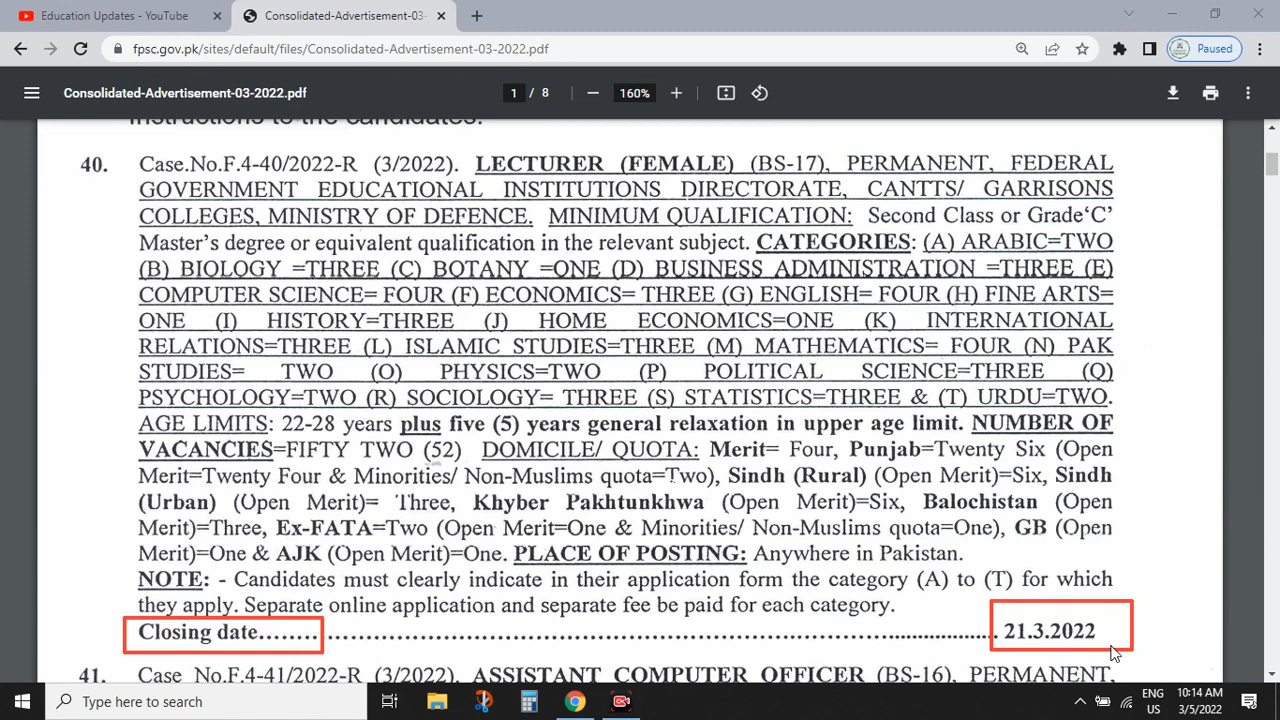 Education Updates - YouTube
Consolidated-Advertisement-03-
fpsc.gov.pk/sites/default/files/Consolidated-Advertisement-03-2022.pdf
Paused
Consolidated-Advertisement-03-2022.pdf
1 / 8
160%
instructions to the candidates.
40. Case.No.F.4-40/2022-R (3/2022). LECTURER (FEMALE) (BS-17), PERMANENT, FEDERAL
GOVERNMENT EDUCATIONAL INSTITUTIONS DIRECTORATE, CANTTS/ GARRISONS
COLLEGES, MINISTRY OF DEFENCE. MINIMUM QUALIFICATION: Second Class or Grade‘C’
Master’s degree or equivalent qualification in the relevant subject. CATEGORIES: (A) ARABIC=TWO
(B) BIOLOGY =THREE (C) BOTANY =ONE (D) BUSINESS ADMINISTRATION =THREE (E)
COMPUTER SCIENCE= FOUR (F) ECONOMICS= THREE (G) ENGLISH= FOUR (H) FINE ARTS=
ONE (I) HISTORY=THREE (J) HOME ECONOMICS=ONE (K) INTERNATIONAL
RELATIONS=THREE (L) ISLAMIC STUDIES=THREE (M) MATHEMATICS= FOUR (N) PAK
STUDIES= TWO (O) PHYSICS=TWO (P) POLITICAL SCIENCE=THREE (Q)
PSYCHOLOGY=TWO (R) SOCIOLOGY= THREE (S) STATISTICS=THREE & (T) URDU=TWO.
AGE LIMITS: 22-28 years plus five (5) years general relaxation in upper age limit. NUMBER OF
VACANCIES=FIFTY TWO (52) DOMICILE/ QUOTA: Merit= Four, Punjab=Twenty Six (Open
Merit=Twenty Four & Minorities/ Non-Muslims quota=Two), Sindh (Rural) (Open Merit)=Six, Sindh
(Urban) (Open Merit)= Three, Khyber Pakhtunkhwa (Open Merit)=Six, Balochistan (Open
Merit)=Three, Ex-FATA=Two (Open Merit=One & Minorities/ Non-Muslims quota=One), GB (Open
Merit)=One & AJK (Open Merit)=One. PLACE OF POSTING: Anywhere in Pakistan.
NOTE: - Candidates must clearly indicate in their application form the category (A) to (T) for which
they apply. Separate online application and separate fee be paid for each category.
Closing date........................................................................................................ 21.3.2022
41. Case No.F.4-41/2022-R (3/2022). ASSISTANT COMPUTER OFFICER (BS-16), PERMANENT,
Type here to search
ENG
US
10:14 AM
3/5/2022